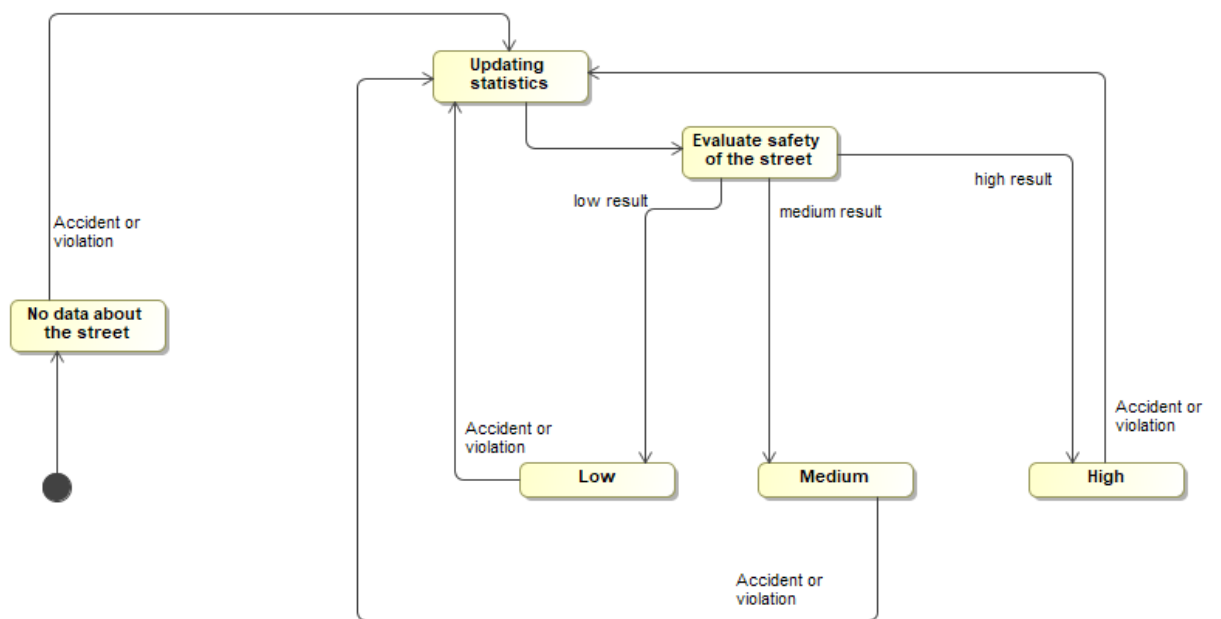 Updating
statistics
Evaluate safety
of the street
high result
low result
medium result
Accident or
violation
No data about
the street
Accident or
violation
Accident or
violation
Low
Medium
High
Accident or
violation